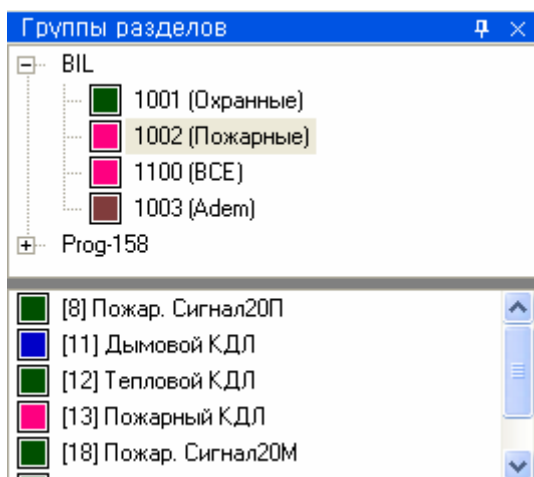 Группы разделов
BIL
1001 (Охранные)
1002 (Пожарные)
1100 (ВСЕ)
1003 (Adem)
Prog-158
[8] Пожар. Сигнал20П
[11] Дымовой КДЛ
[12] Тепловой КДЛ
[13] Пожарный КДЛ
[18] Пожар. Сигнал20М